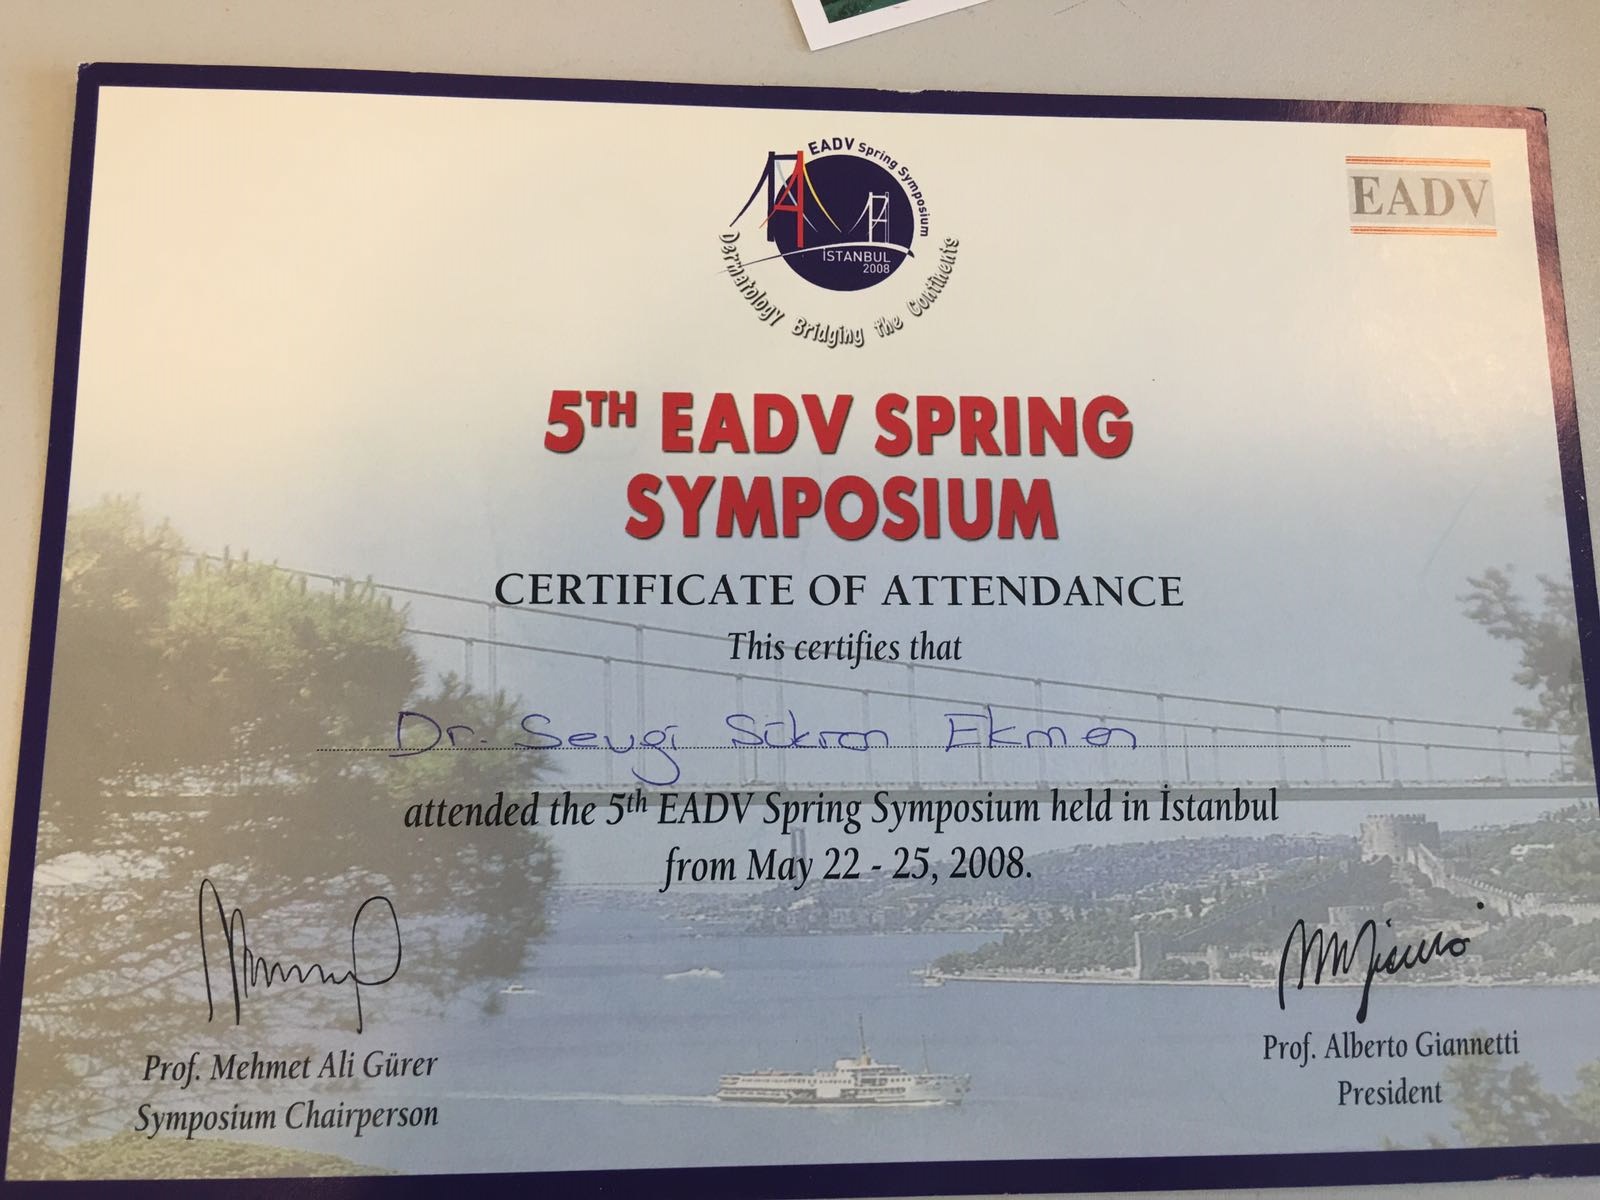 EADV Spring Symposium
İSTANBUL
2008
Dermatology Bridging the Continents
EADV
5TH EADV SPRING
SYMPOSIUM
CERTIFICATE OF ATTENDANCE
This certifies that
Dr. Sevgi Sükran Ekmen
attended the 5th EADV Spring Symposium held in İstanbul
from May 22 - 25, 2008.
Prof. Mehmet Ali Gürer
Symposium Chairperson
Prof. Alberto Giannetti
President